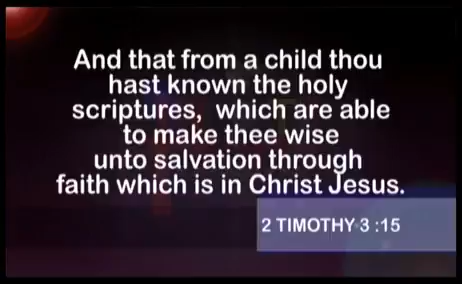 And that from a child thou
hast known the holy
scriptures,  which are able
to make thee wise
unto salvation through
faith which is in Christ Jesus.
2 TIMOTHY 3 :15